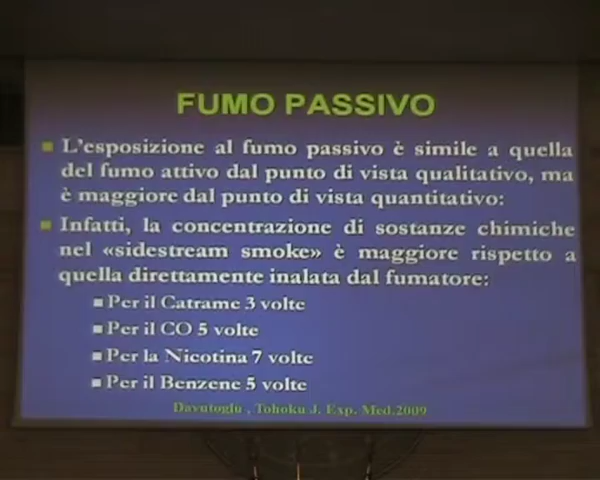 FUMO PASSIVO
L'esposizione al fumo passivo è simile a quella
del fumo attivo dal punto di vista qualitativo, ma
è maggiore dal punto di vista quantitativo:
Infatti, la concentrazione di sostanze chimiche
nel «sidestream smoke» è maggiore rispetto a
quella direttamente inalata dal fumatore:
Per il Catrame 3 volte
Per il CO 5 volte
Per la Nicotina 7 volte
Per il Benzene 5 volte
Davutoglu , Tohoku J. Exp. Med.2009